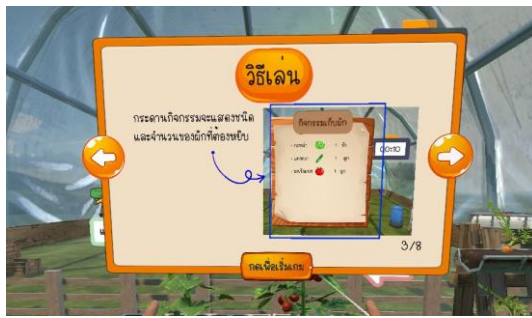 วิธีเล่น
กระดานกิจกรรมจะแสดงชนิด
และจำนวนของผักที่ต้องหยิบ
กิจกรรมเก็บผัก
00:10
3/8
กดเพื่อเริ่มเกม